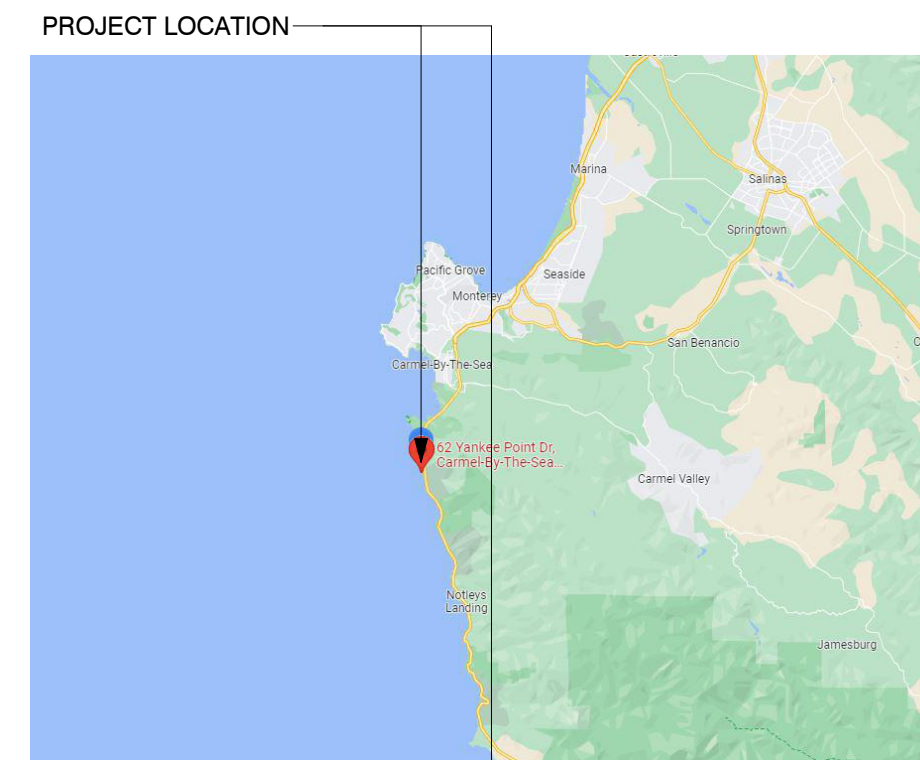 PROJECT LOCATION
Marina
Salinas
Springtown
Pacific Grove
Seaside
Monterey
San Benancio
Carmel-By-The-Sea
62 Yankee Point Dr,
Carmel-By-The-Sea...
Carmel Valley
Notleys
Landing
Jamesburg